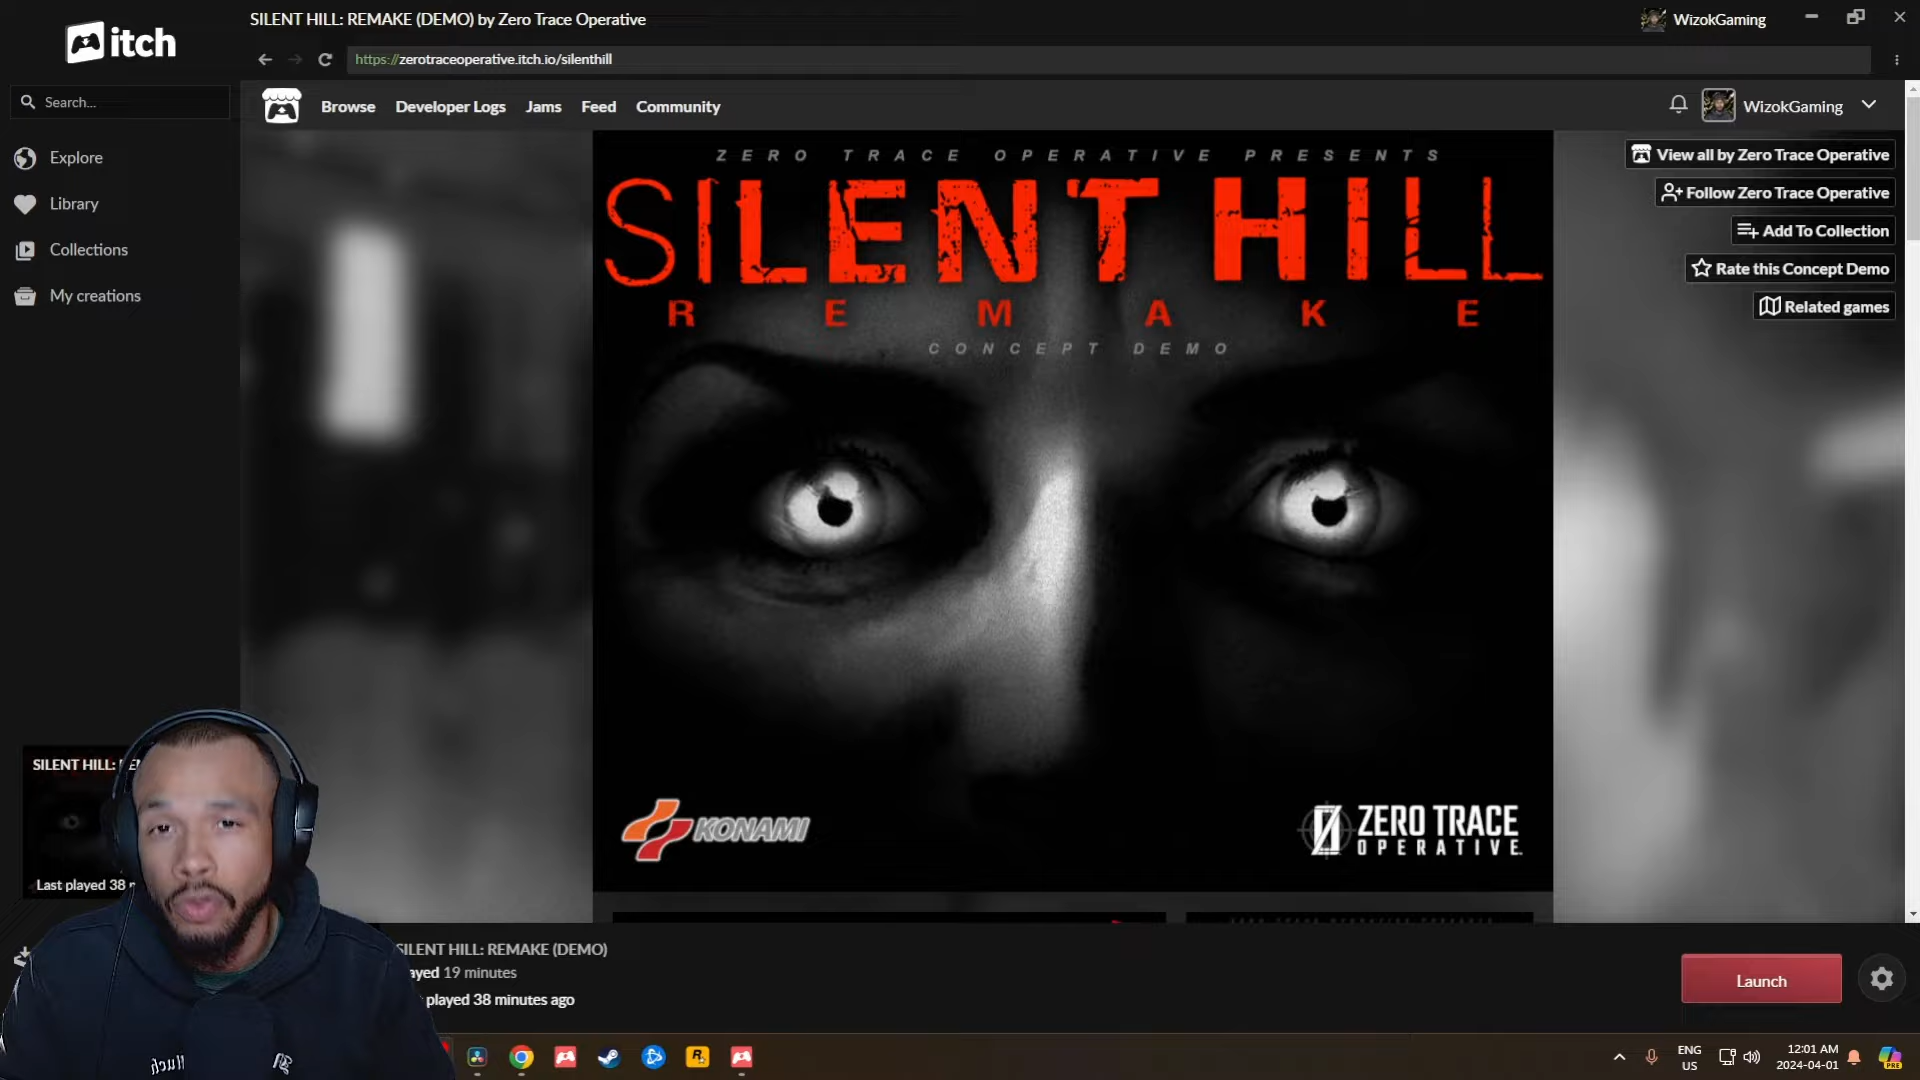 itch
SILENT HILL: REMAKE (DEMO) by Zero Trace Operative
WizokGaming
https://zerotraceoperative.itch.io/silenthill
Search...
Browse
Developer Logs
Jams
Feed
Community
WizokGaming
Explore
Library
Collections
My creations
View all by Zero Trace Operative
Follow Zero Trace Operative
Add To Collection
Rate this Concept Demo
Related games
ZERO TRACE OPERATIVE PRESENTS
SILENT HILL
REMAKE
CONCEPT DEMO
KONAMI
ZERO TRACE
OPERATIVE
SILENT HILL:
Last played 38
SILENT HILL: REMAKE (DEMO)
19 minutes
played 38 minutes ago
Launch
ENG
US
12:01 AM
2024-04-01
PRE